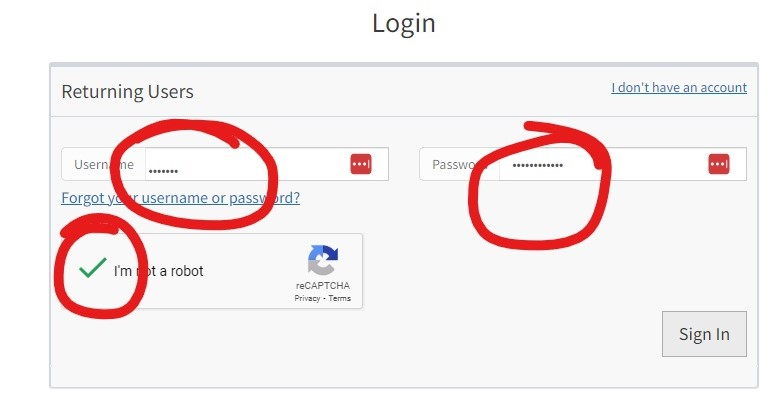 Login
Returning Users
I don't have an account
Username
•••••••
Password
••••••••••••
Forgot your username or password?
I'm not a robot
reCAPTCHA
Privacy - Terms
Sign In